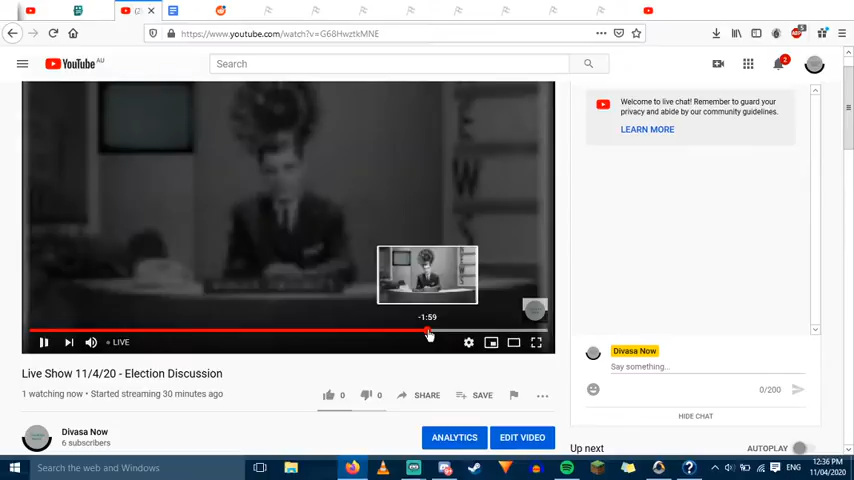 (2
https://www.youtube.com/watch?v=G68HwztkMNE
5
YouTube AU
Search
2
Welcome to live chat! Remember to guard your
privacy and abide by our community guidelines.
LEARN MORE
NEWS
-1:59
LIVE
Live Show 11/4/20 - Election Discussion
1 watching now • Started streaming 30 minutes ago
0
0
SHARE
SAVE
Divasa Now
6 subscribers
ANALYTICS
EDIT VIDEO
Divasa Now
Say something...
0/200
HIDE CHAT
Up next
AUTOPLAY
Search the web and Windows
ENG
12:36 PM
11/04/2020